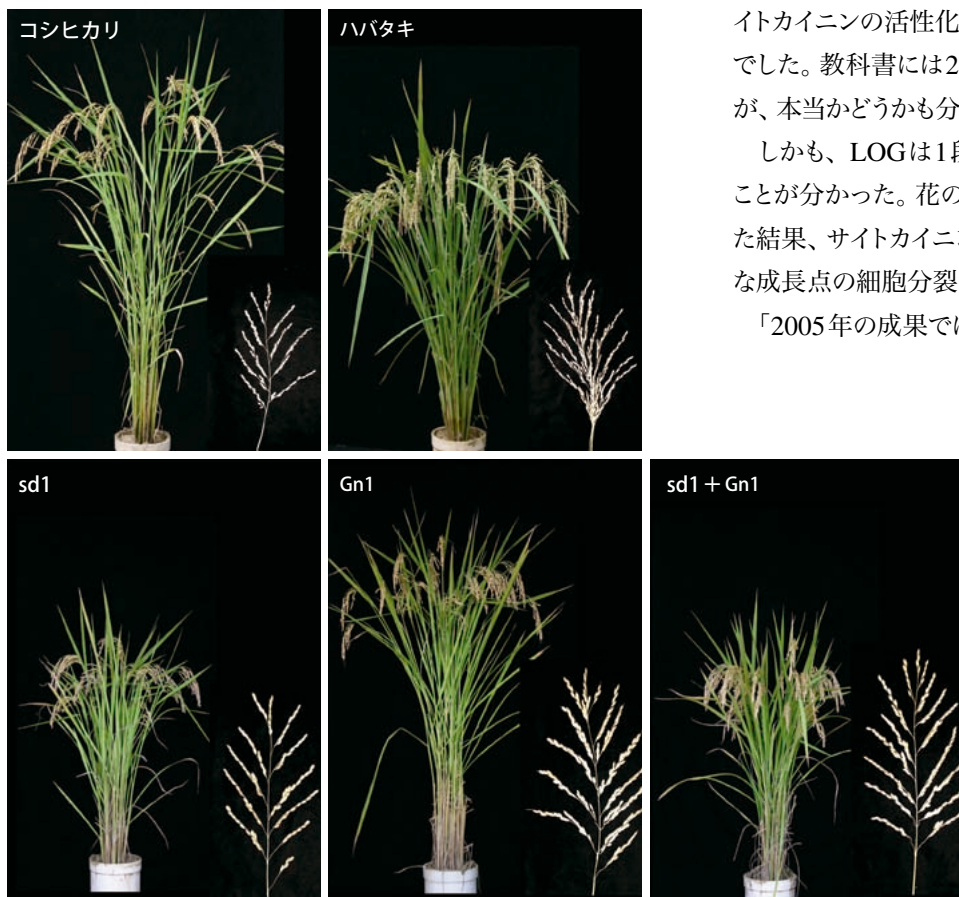 コシヒカリ
ハバタキ
イトカイニンの活性化
でした。教科書には2
が、本当かどうかも分
しかも、LOGは1段
ことが分かった。花の
た結果、サイトカイニ
な成長点の細胞分裂
「2005年の成果では
sd1
Gn1
sd1＋Gn1